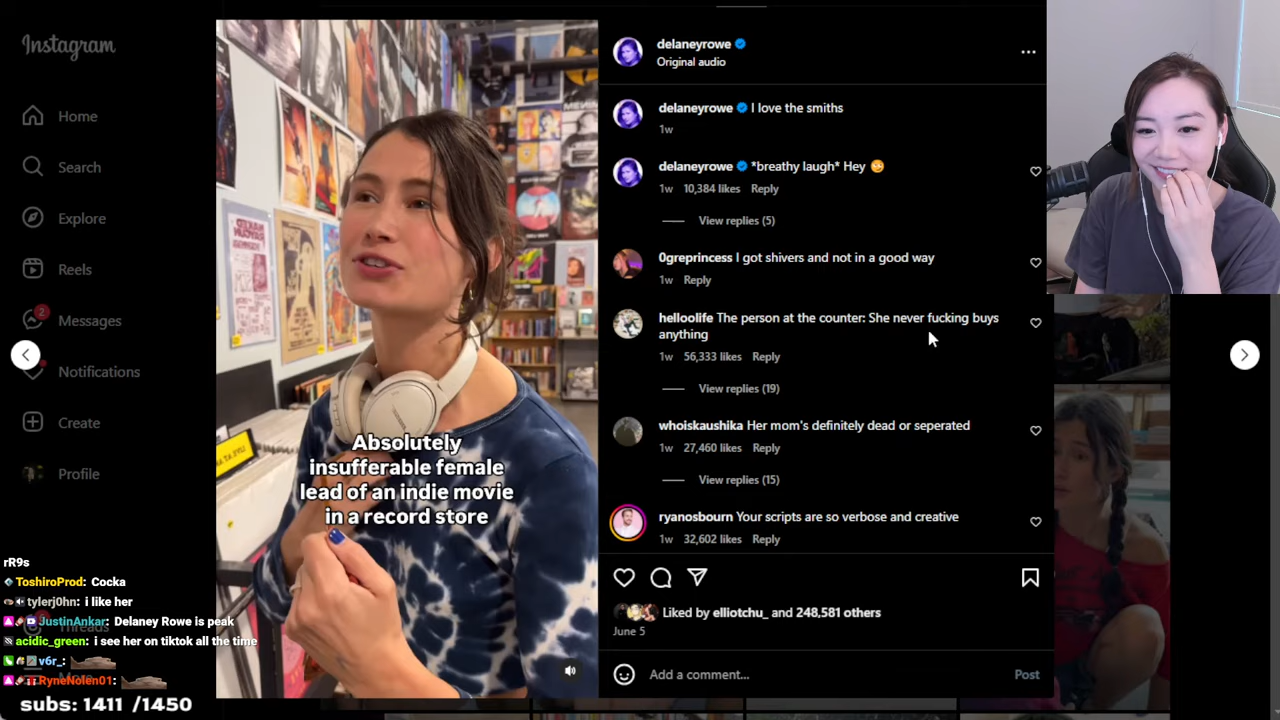 Instagram
Home
Search
Explore
Reels
2
Messages
Notifications
Create
Profile
Threads
Absolutely
insufferable female
lead of an indie movie
in a record store
delaneyrowe
Original audio
delaneyrowe I love the smiths
1w
delaneyrowe *breathy laugh* Hey 😏
1w 10,384 likes Reply
View replies (5)
0greprincess I got shivers and not in a good way
1w Reply
helloolife The person at the counter: She never fucking buys
anything
1w 56,333 likes Reply
View replies (19)
whoiskaushika Her mom's definitely dead or seperated
1w 27,460 likes Reply
View replies (15)
ryanosbourn Your scripts are so verbose and creative
1w 32,602 likes Reply
Liked by elliotchu_ and 248,581 others
June 5
Add a comment...
Post
rR9s
ToshiroProd: Cocka
tylerj0hn: i like her
JustinAnkar: Delaney Rowe is peak
acidic_green: i see her on tiktok all the time
v6r_:
RyneNolen01:
subs: 1411 /1450